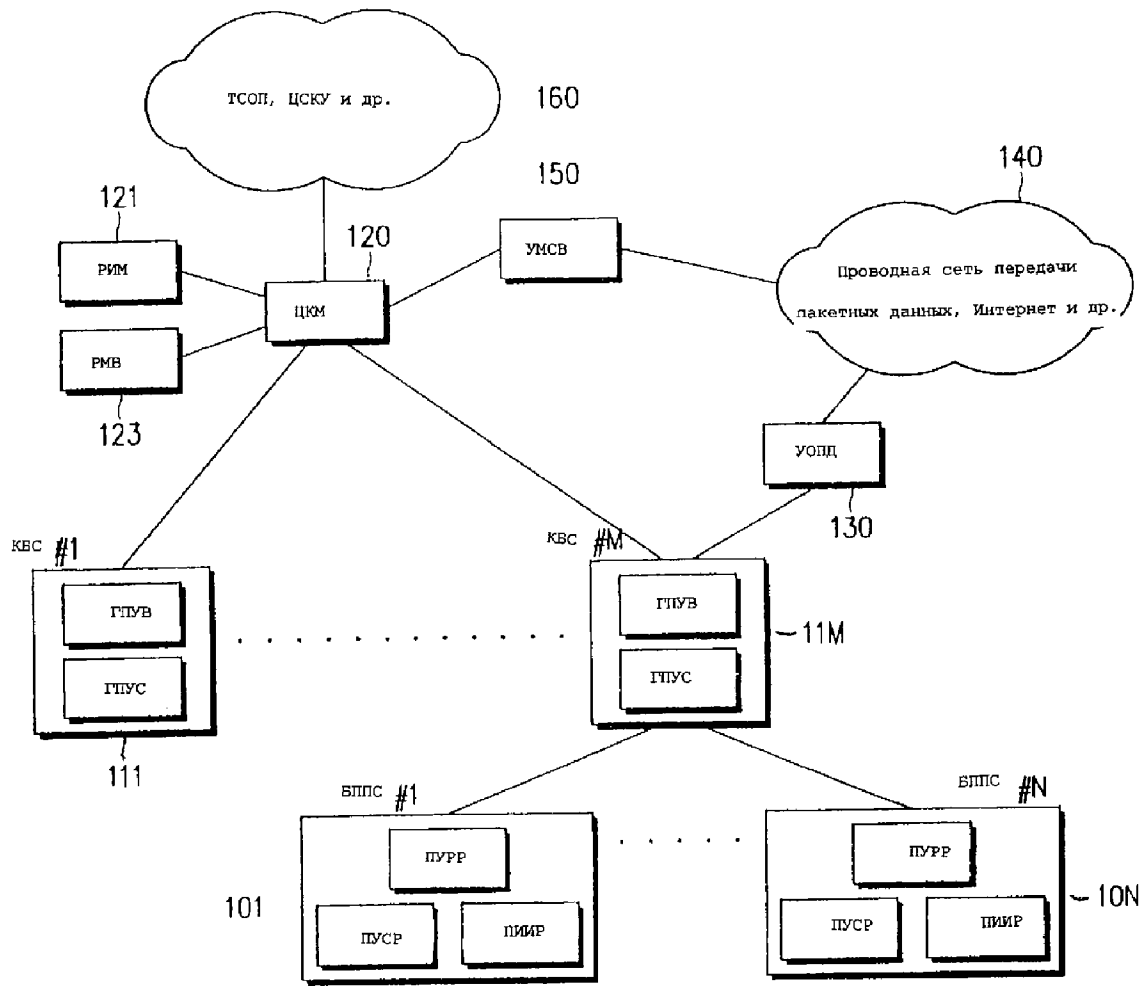 ТСОП, ЦСКУ и др.
160
140
150
121
120
РИМ
УМСВ
Проводная сеть передачи
пакетных данных, Интернет и др.
ЦКМ
РМВ
123
УОПД
130
КБС #1
КБС #M
ГПУВ
ГПУВ
11M
ГПУС
ГПУС
111
БППС #1
БППС #N
ПУРР
ПУРР
101
10N
ПУСР
ПИИР
ПУСР
ПИИР